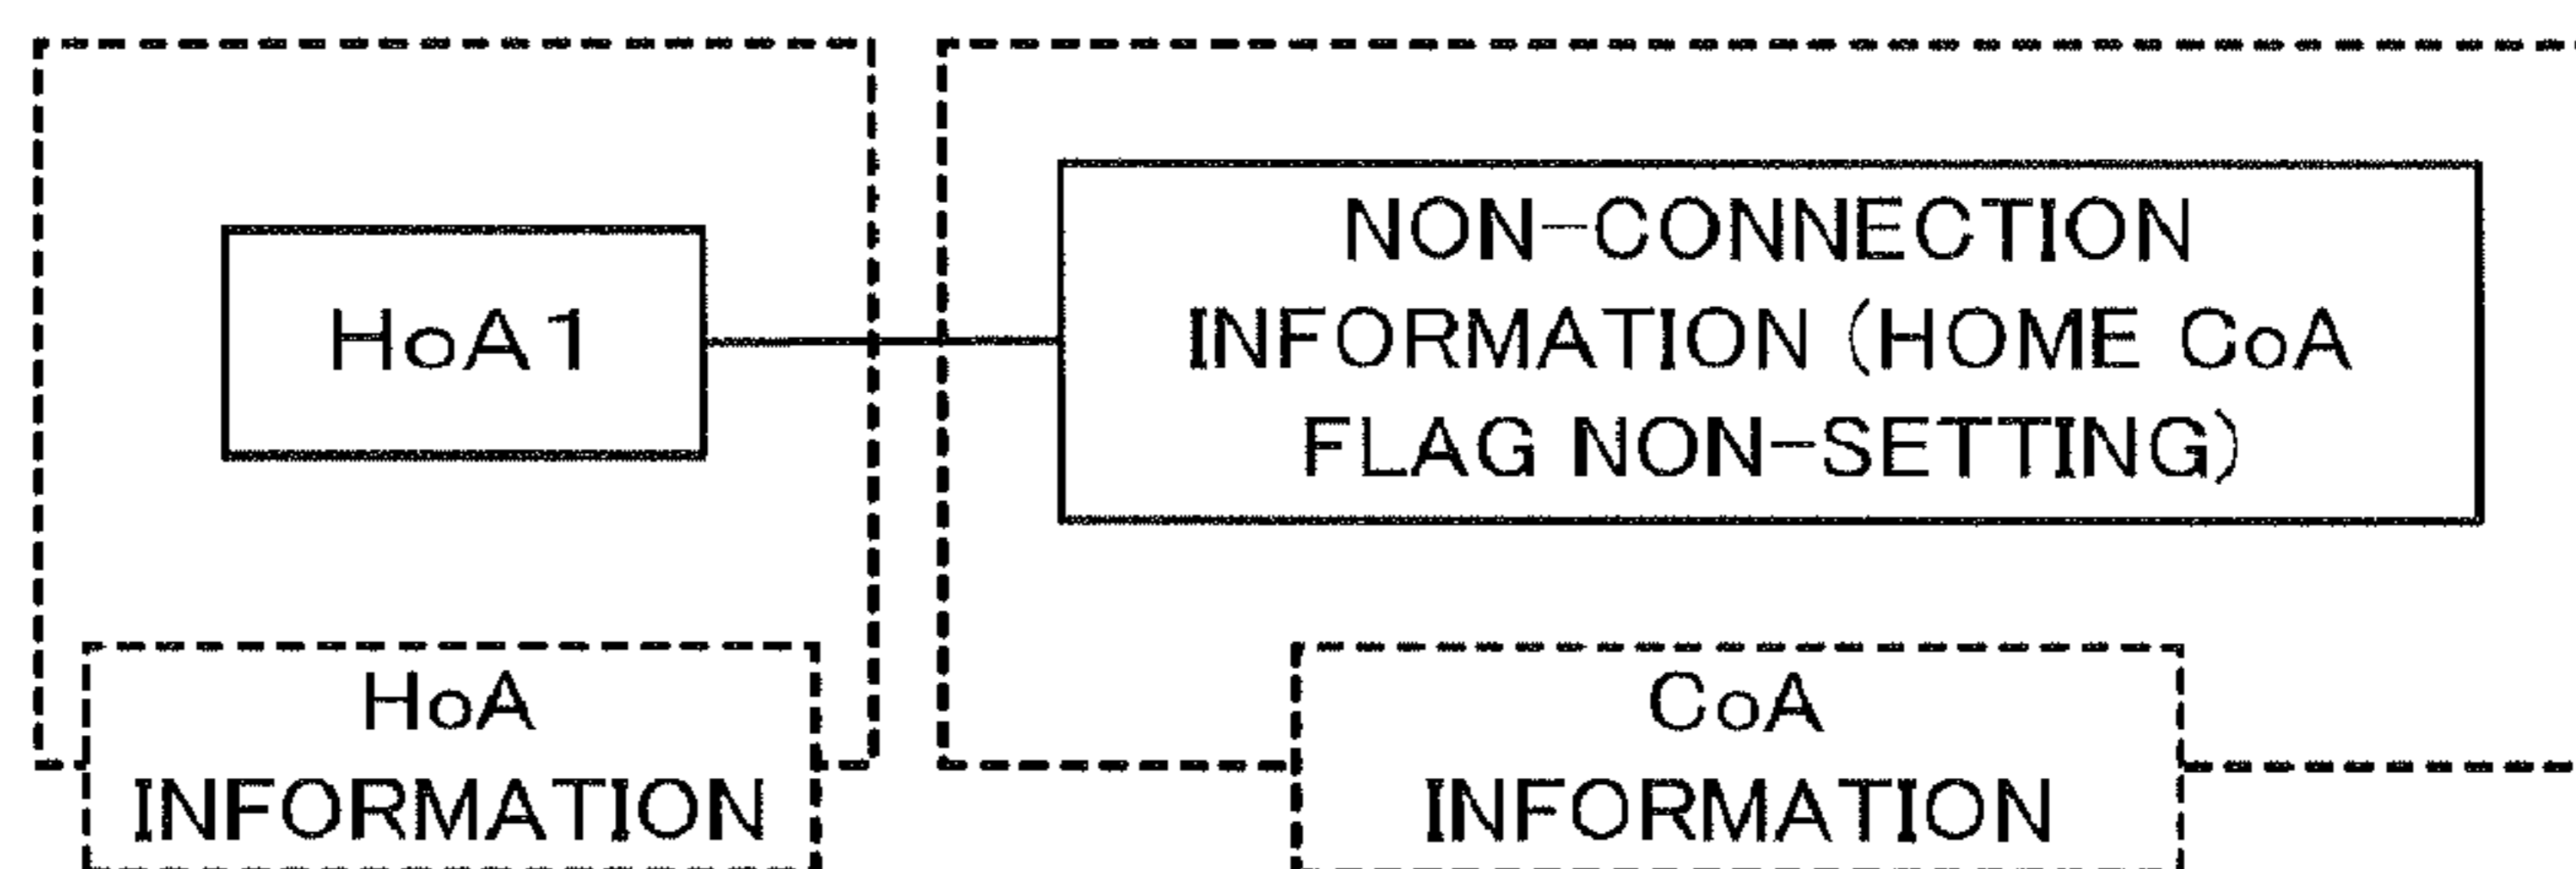 HoA1
NON-CONNECTION
INFORMATION (HOME CoA
FLAG NON-SETTING)
HoA
INFORMATION
CoA
INFORMATION